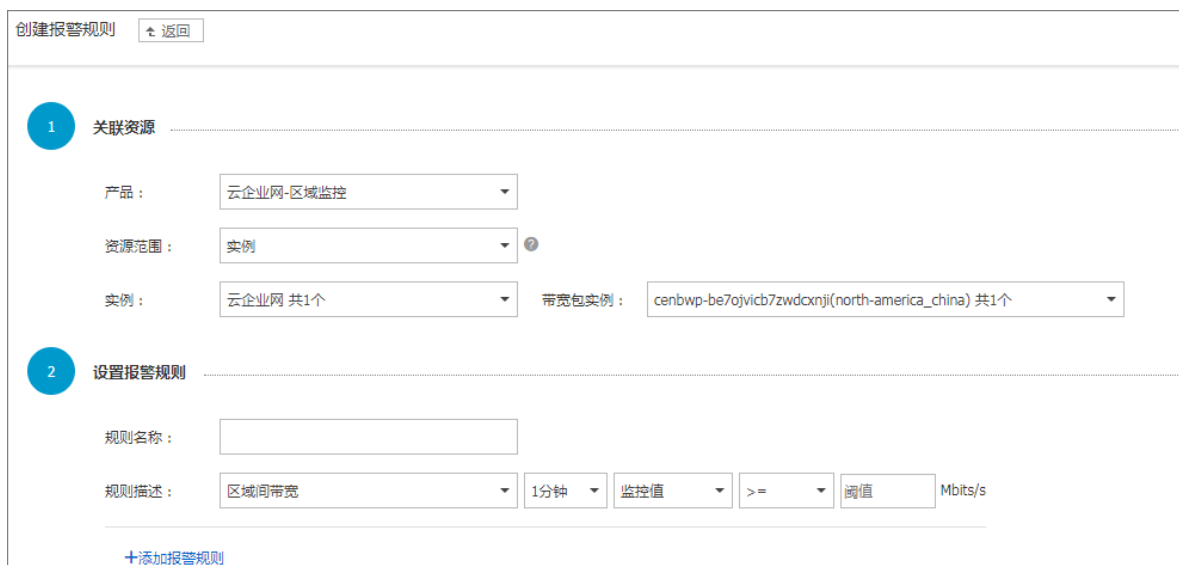 创建报警规则 返回
1 关联资源
产品： 云企业网-区域监控
资源范围： 实例 ?
实例： 云企业网 共1个 带宽包实例： cenbwp-be7ojvicb7zwdcxnji(north-america_china) 共1个
2 设置报警规则
规则名称：
规则描述： 区域间带宽 1分钟 监控值 >= 阈值 Mbits/s
+添加报警规则